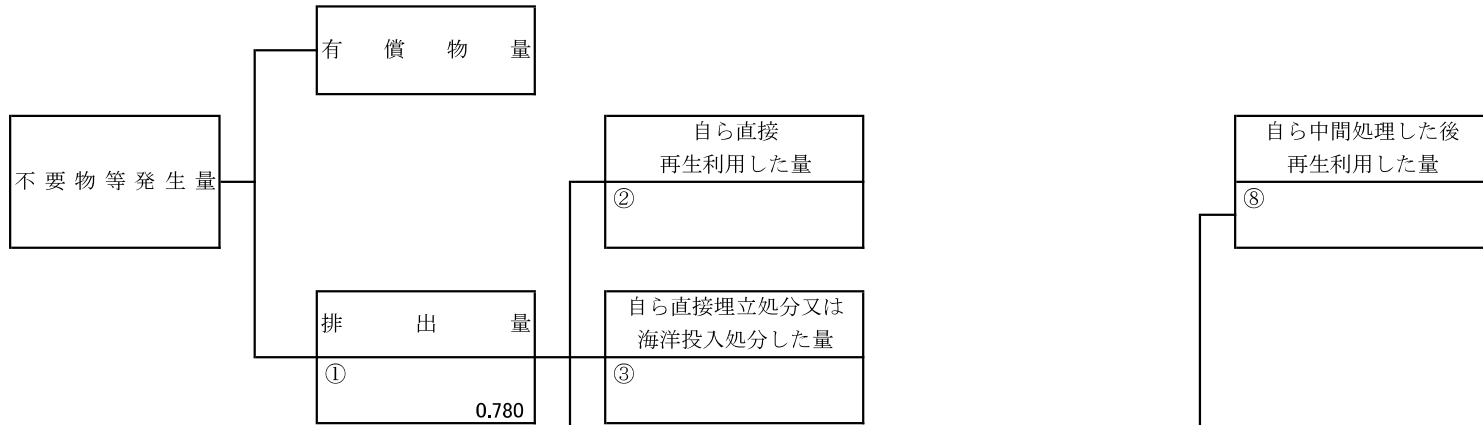 有償物量
自ら直接
再生利用した量
②
自ら中間処理した後
再生利用した量
⑧
不要物等発生量
排出量
①
0.780
自ら直接埋立処分又は
海洋投入処分した量
③